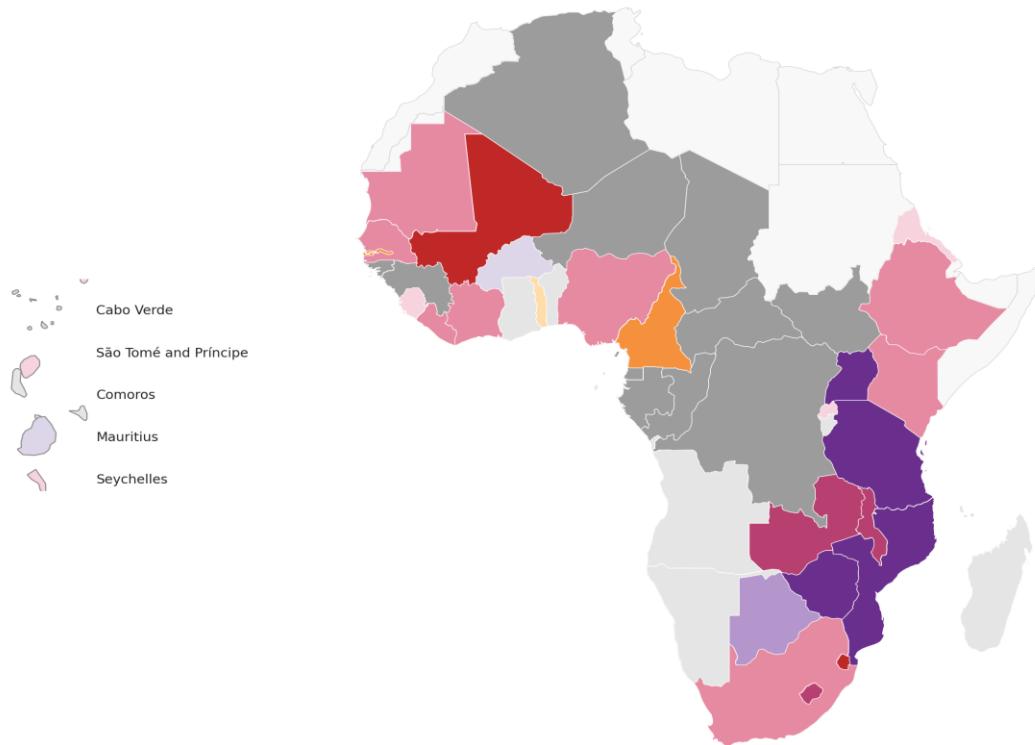 Cabo Verde
São Tomé and Príncipe
Comoros
Mauritius
Seychelles